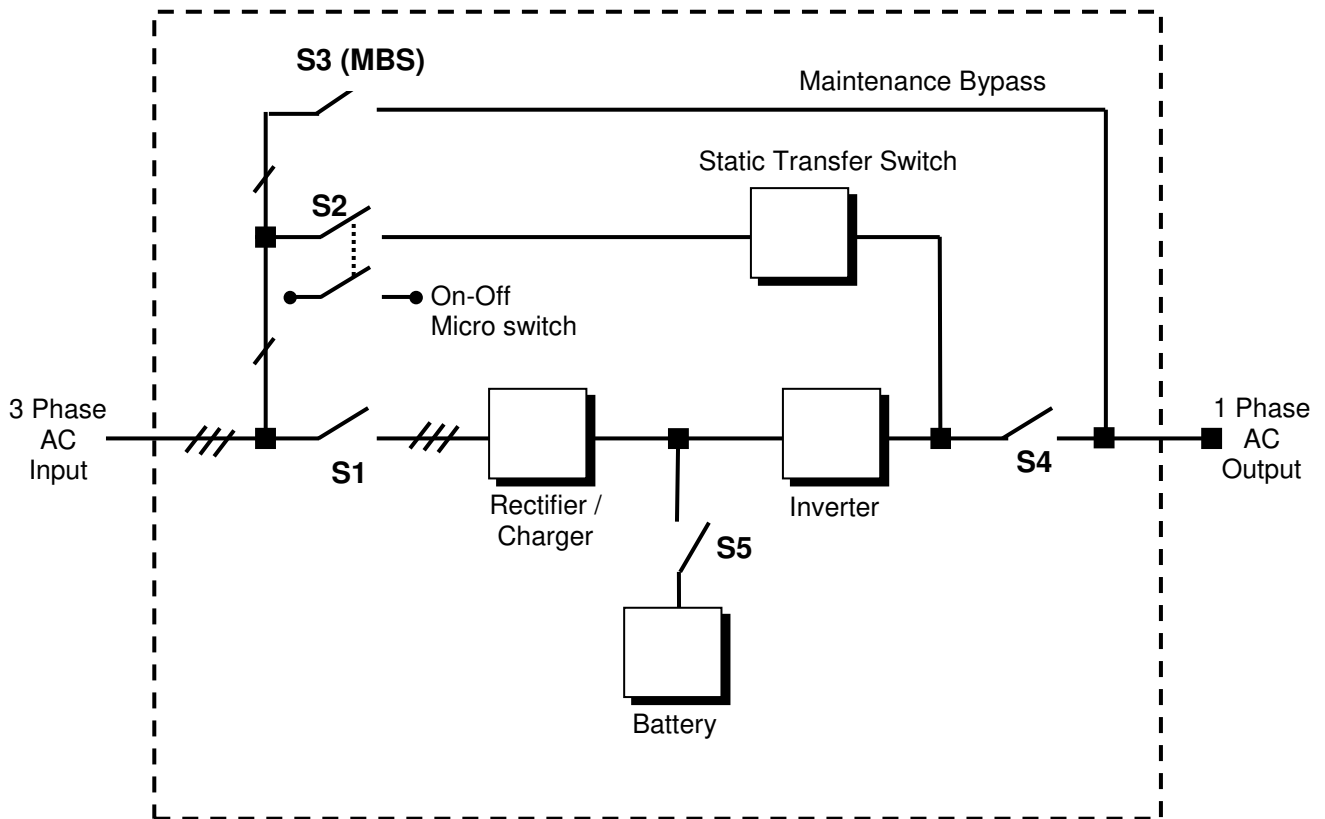 S3 (MBS)
Maintenance Bypass
Static Transfer Switch
S2
On-Off
Micro switch
3 Phase
AC
Input
S1
Rectifier /
Charger
Inverter
S4
1 Phase
AC
Output
S5
Battery